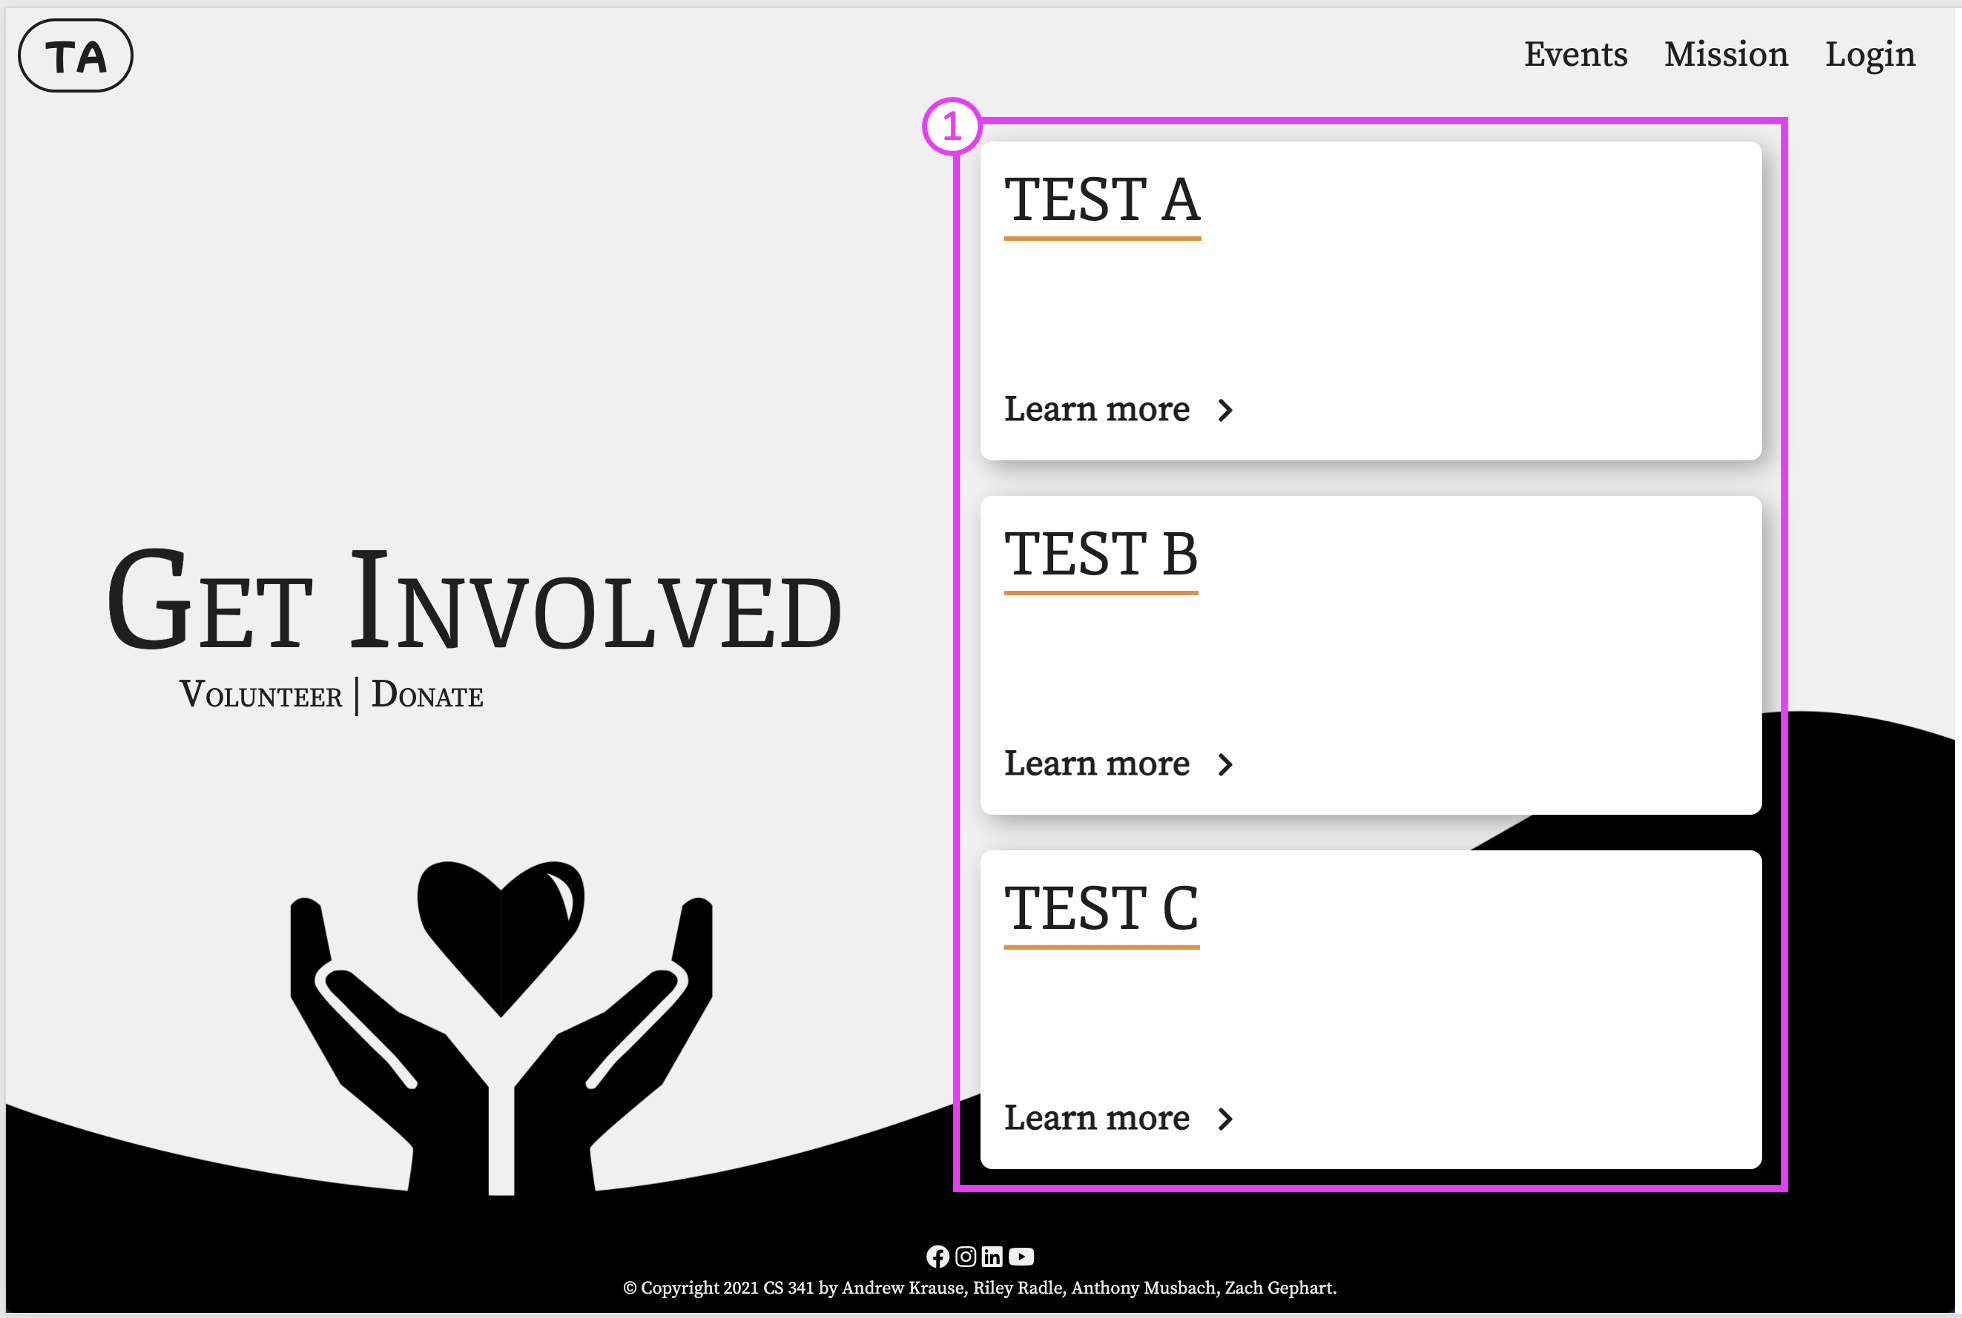 TA
Events Mission Login
1
TEST A
Learn more
TEST B
Learn more
TEST C
Learn more
Get Involved
Volunteer | Donate
© Copyright 2021 CS 341 by Andrew Krause, Riley Radle, Anthony Musbach, Zach Gephart.